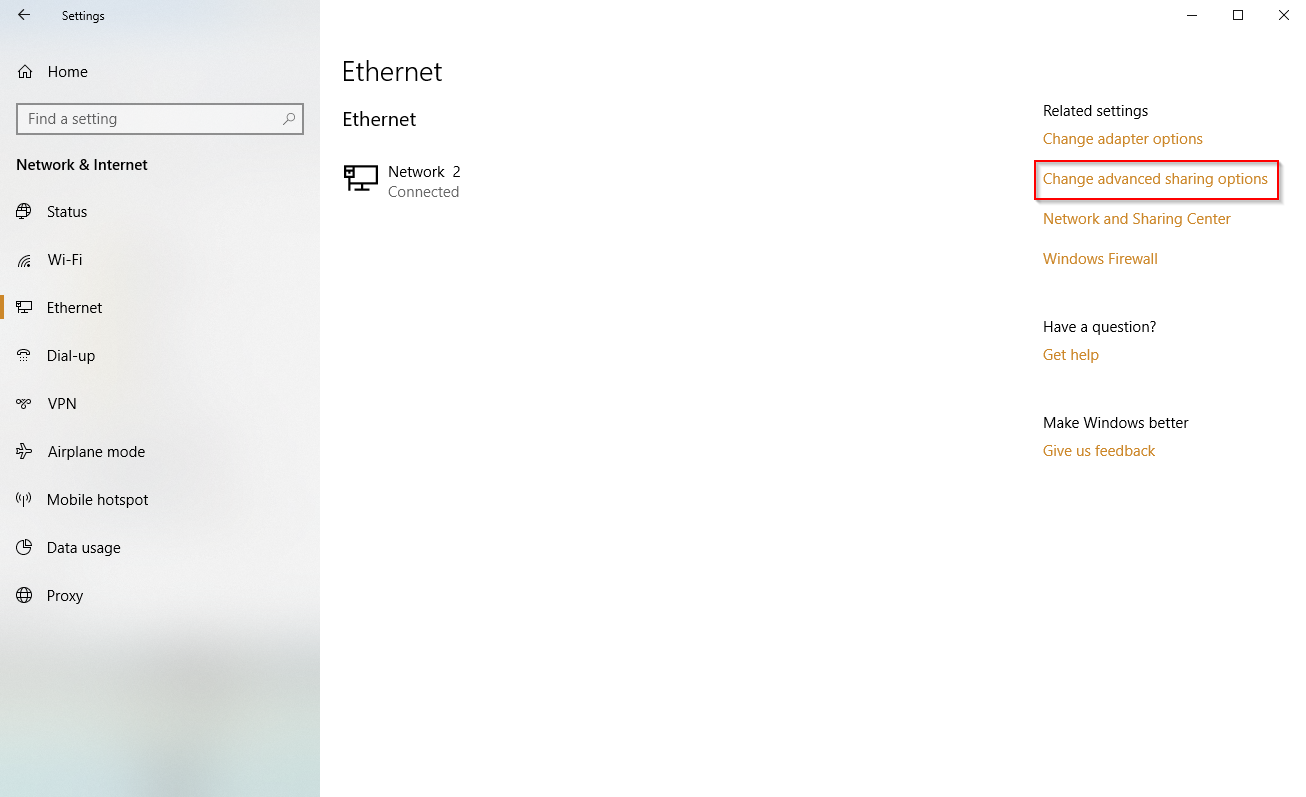 Settings
Home
Find a setting
Network & Internet
Status
Wi-Fi
Ethernet
Dial-up
VPN
Airplane mode
Mobile hotspot
Data usage
Proxy
Ethernet
Ethernet
Network 2
Connected
Related settings
Change adapter options
Change advanced sharing options
Network and Sharing Center
Windows Firewall
Have a question?
Get help
Make Windows better
Give us feedback